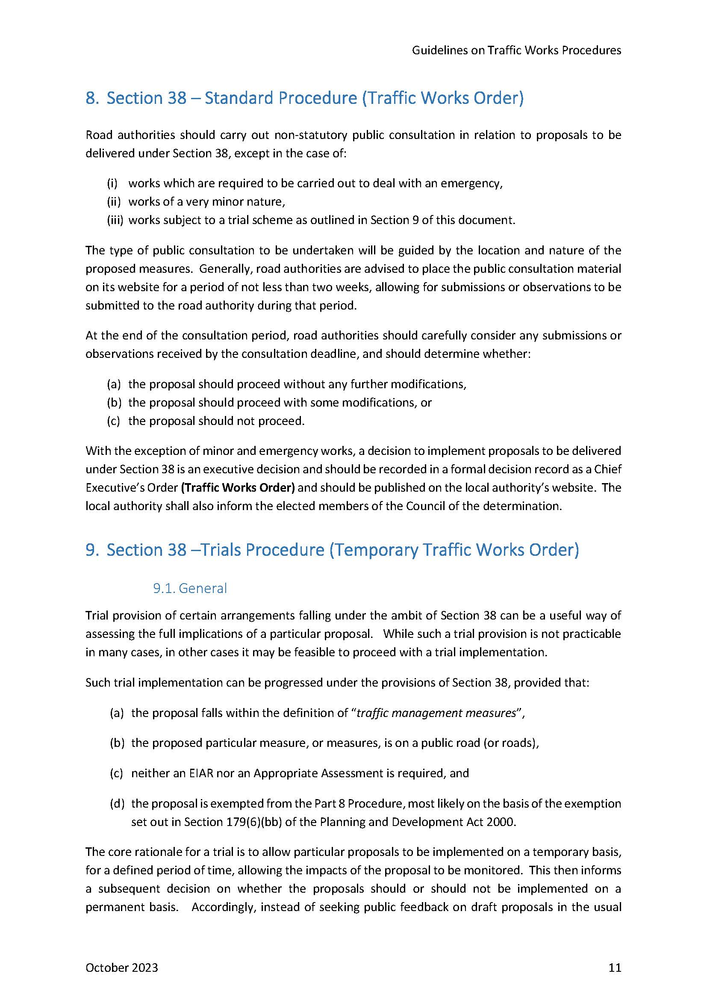 Guidelines on Traffic Works Procedures
8. Section 38 – Standard Procedure (Traffic Works Order)
Road authorities should carry out non-statutory public consultation in relation to proposals to be
delivered under Section 38, except in the case of:
(i) works which are required to be carried out to deal with an emergency,
(ii) works of a very minor nature,
(iii) works subject to a trial scheme as outlined in Section 9 of this document.
The type of public consultation to be undertaken will be guided by the location and nature of the
proposed measures. Generally, road authorities are advised to place the public consultation material
on its website for a period of not less than two weeks, allowing for submissions or observations to be
submitted to the road authority during that period.
At the end of the consultation period, road authorities should carefully consider any submissions or
observations received by the consultation deadline, and should determine whether:
(a) the proposal should proceed without any further modifications,
(b) the proposal should proceed with some modifications, or
(c) the proposal should not proceed.
With the exception of minor and emergency works, a decision to implement proposals to be delivered
under Section 38 is an executive decision and should be recorded in a formal decision record as a Chief
Executive's Order (Traffic Works Order) and should be published on the local authority's website. The
local authority shall also inform the elected members of the Council of the determination.
9. Section 38 –Trials Procedure (Temporary Traffic Works Order)
9.1. General
Trial provision of certain arrangements falling under the ambit of Section 38 can be a useful way of
assessing the full implications of a particular proposal. While such a trial provision is not practicable
in many cases, in other cases it may be feasible to proceed with a trial implementation.
Such trial implementation can be progressed under the provisions of Section 38, provided that:
(a) the proposal falls within the definition of “traffic management measures”,
(b) the proposed particular measure, or measures, is on a public road (or roads),
(c) neither an EIAR nor an Appropriate Assessment is required, and
(d) the proposal is exempted from the Part 8 Procedure, most likely on the basis of the exemption
set out in Section 179(6)(bb) of the Planning and Development Act 2000.
The core rationale for a trial is to allow particular proposals to be implemented on a temporary basis,
for a defined period of time, allowing the impacts of the proposal to be monitored. This then informs
a subsequent decision on whether the proposals should or should not be implemented on a
permanent basis. Accordingly, instead of seeking public feedback on draft proposals in the usual
October 2023 11